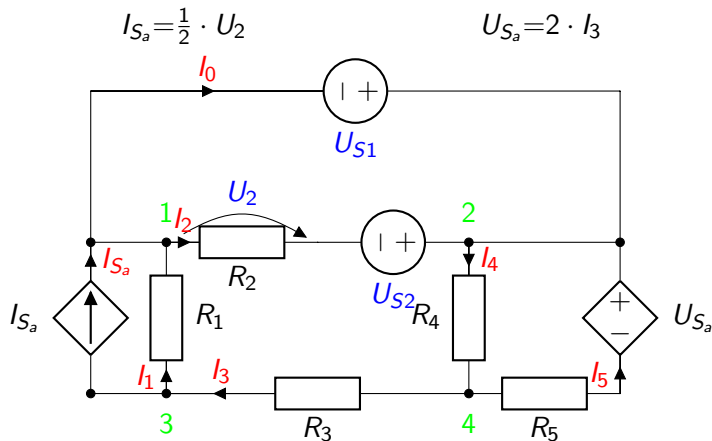 I_{S_a}=\frac{1}{2} · U_2
U_{S_a}=2 · I_3
I_0
− +
U_{S1}
1
I_2
U_2
2
− +
I_{S_a}
R_2
U_{S2}
I_4
I_{S_a}
R_1
R_4
+
−
U_{S_a}
I_1
I_3
I_5
3
R_3
4
R_5